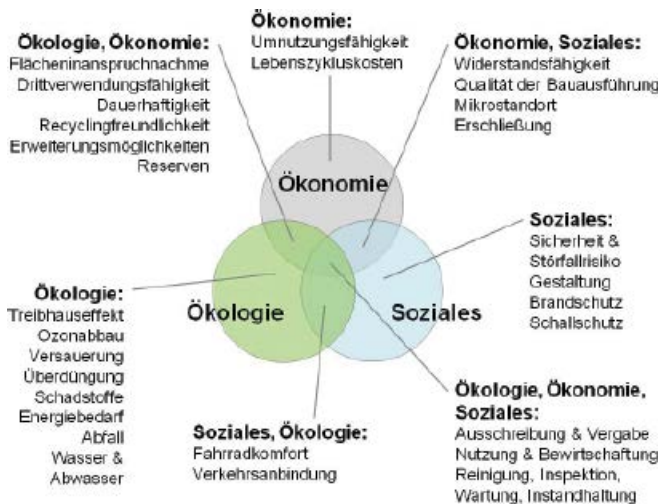 Ökonomie:
Umnutzungsfähigkeit
Lebenszykluskosten
Ökologie, Ökonomie:
Flächeninanspruchnachme
Drittverwendungsfähigkeit
Dauerhaftigkeit
Recyclingfreundlichkeit
Erweiterungsmöglichkeiten
Reserven
Ökonomie, Soziales:
Widerstandsfähigkeit
Qualität der Bauausführung
Mikrostandort
Erschließung
Ökonomie
Ökologie
Soziales
Soziales:
Sicherheit &
Störfallrisiko
Gestaltung
Brandschutz
Schallschutz
Ökologie:
Treibhauseffekt
Ozonabbau
Versauerung
Überdüngung
Schadstoffe
Energiebedarf
Abfall
Wasser &
Abwasser
Soziales, Ökologie:
Fahrradkomfort
Verkehrsanbindung
Ökologie, Ökonomie,
Soziales:
Ausschreibung & Vergabe
Nutzung & Bewirtschaftung
Reinigung, Inspektion,
Wartung, Instandhaltung